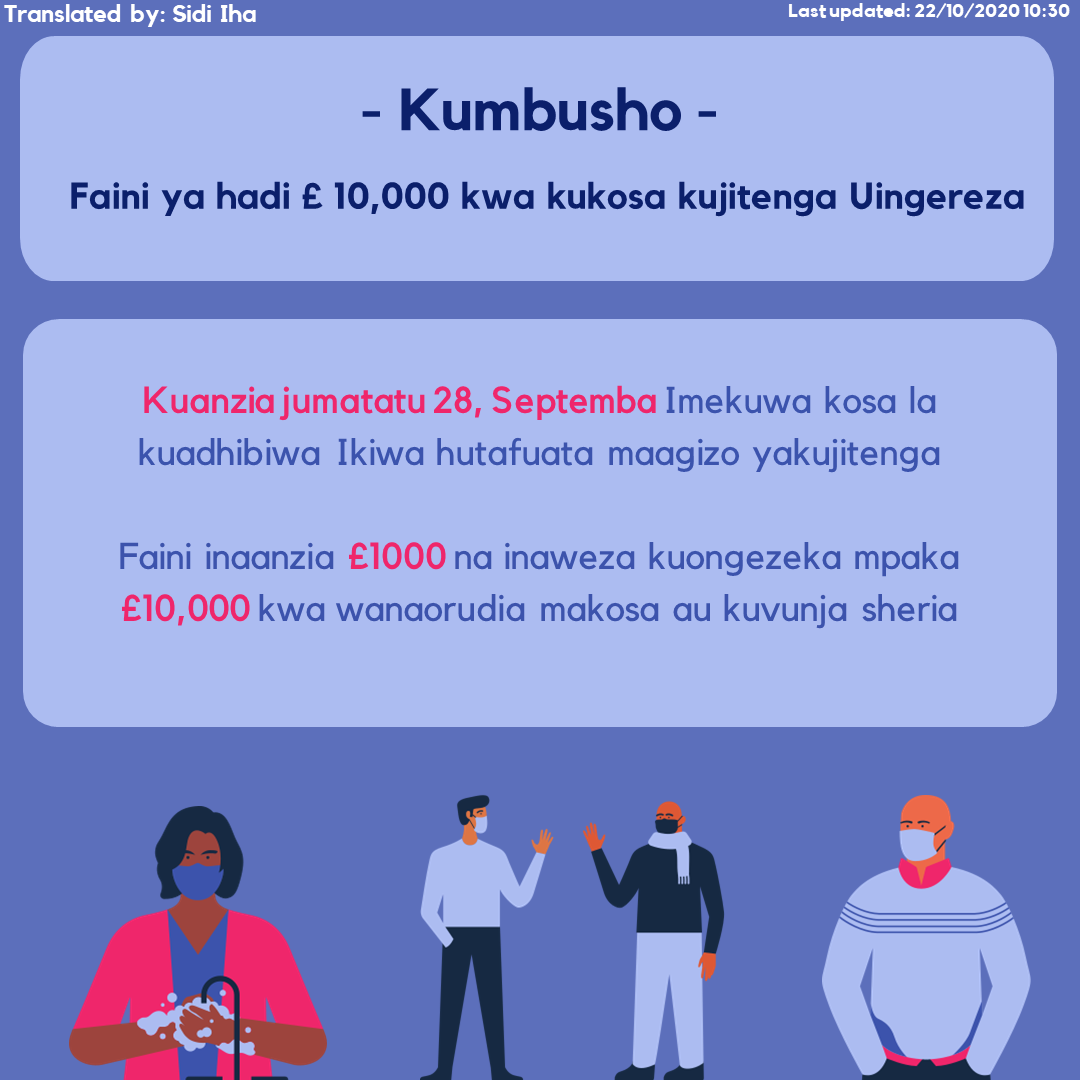 Translated by: Sidi Iha
Last updated: 22/10/2020 10:30
- Kumbusho -
Faini ya hadi £ 10,000 kwa kukosa kujitenga Uingereza
Kuanzia jumatatu 28, Septemba Imekuwa kosa la
kuadhibiwa Ikiwa hutafuata maagizo yakujitenga
Faini inaanzia £1000 na inaweza kuongezeka mpaka
£10,000 kwa wanaorudia makosa au kuvunja sheria